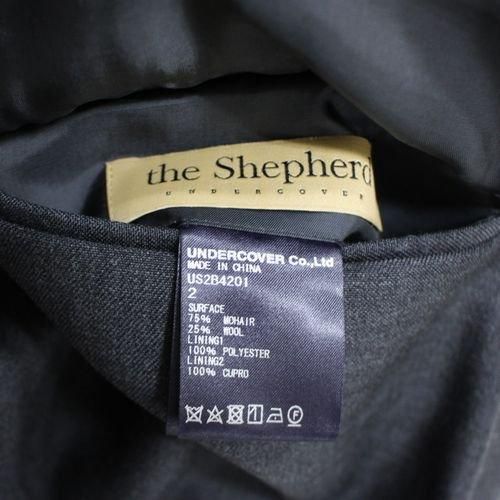 the Shepherd
UNDERCOVER
UNDERCOVER Co.,Ltd
MADE IN CHINA
US2B4201
2
SURFACE
75% MOHAIR
25% WOOL
LINING1
100% POLYESTER
LINING2
100% CUPRO